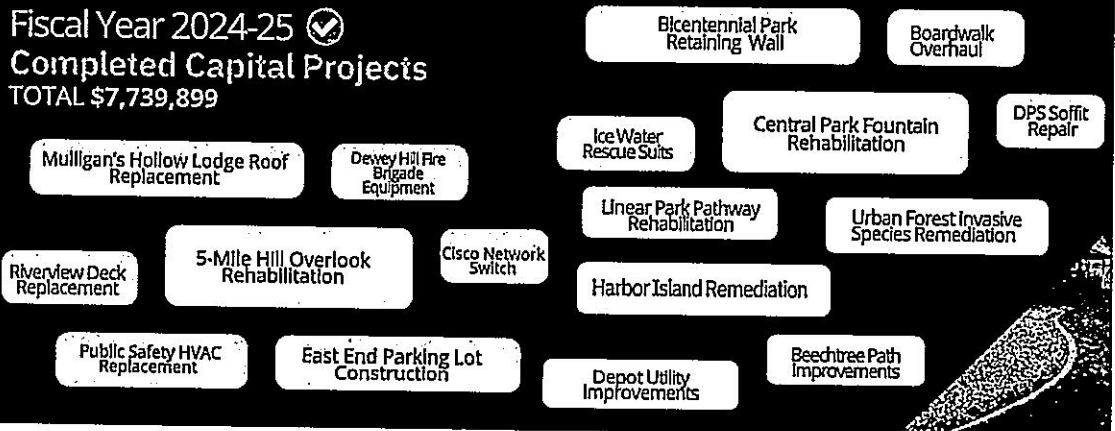 Fiscal Year 2024-25
Completed Capital Projects
TOTAL $7,739,899
Bicentennial Park
Retaining Wall
Boardwalk
Overhaul
Ice Water
Rescue Suits
Central Park Fountain
Rehabilitation
DPS Soffit
Repair
Mulligan's Hollow Lodge Roof
Replacement
Dewey Hill Fire
Brigade
Equipment
Linear Park Pathway
Rehabilitation
Urban Forest Invasive
Species Remediation
Riverview Deck
Replacement
5-Mile Hill Overlook
Rehabilitation
Cisco Network
Switch
Harbor Island Remediation
Public Safety HVAC
Replacement
East End Parking Lot
Construction
Depot Utility
Improvements
Beechtree Path
Improvements